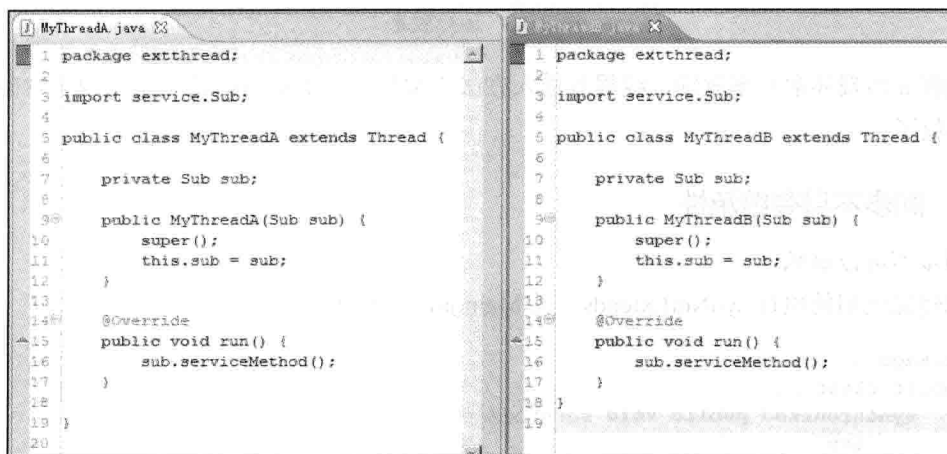 MyThreadA.java
1 package extthread;
2
3 import service.Sub;
4
5 public class MyThreadA extends Thread {
6
7 private Sub sub;
8
9 public MyThreadA(Sub sub) {
10 super();
11 this.sub = sub;
12 }
13
14 @Override
15 public void run() {
16 sub.serviceMethod();
17 }
18
19 }
20
1 package extthread;
2
3 import service.Sub;
4
5 public class MyThreadB extends Thread {
6
7 private Sub sub;
8
9 public MyThreadB(Sub sub) {
10 super();
11 this.sub = sub;
12 }
13
14 @Override
15 public void run() {
16 sub.serviceMethod();
17 }
18 }
19